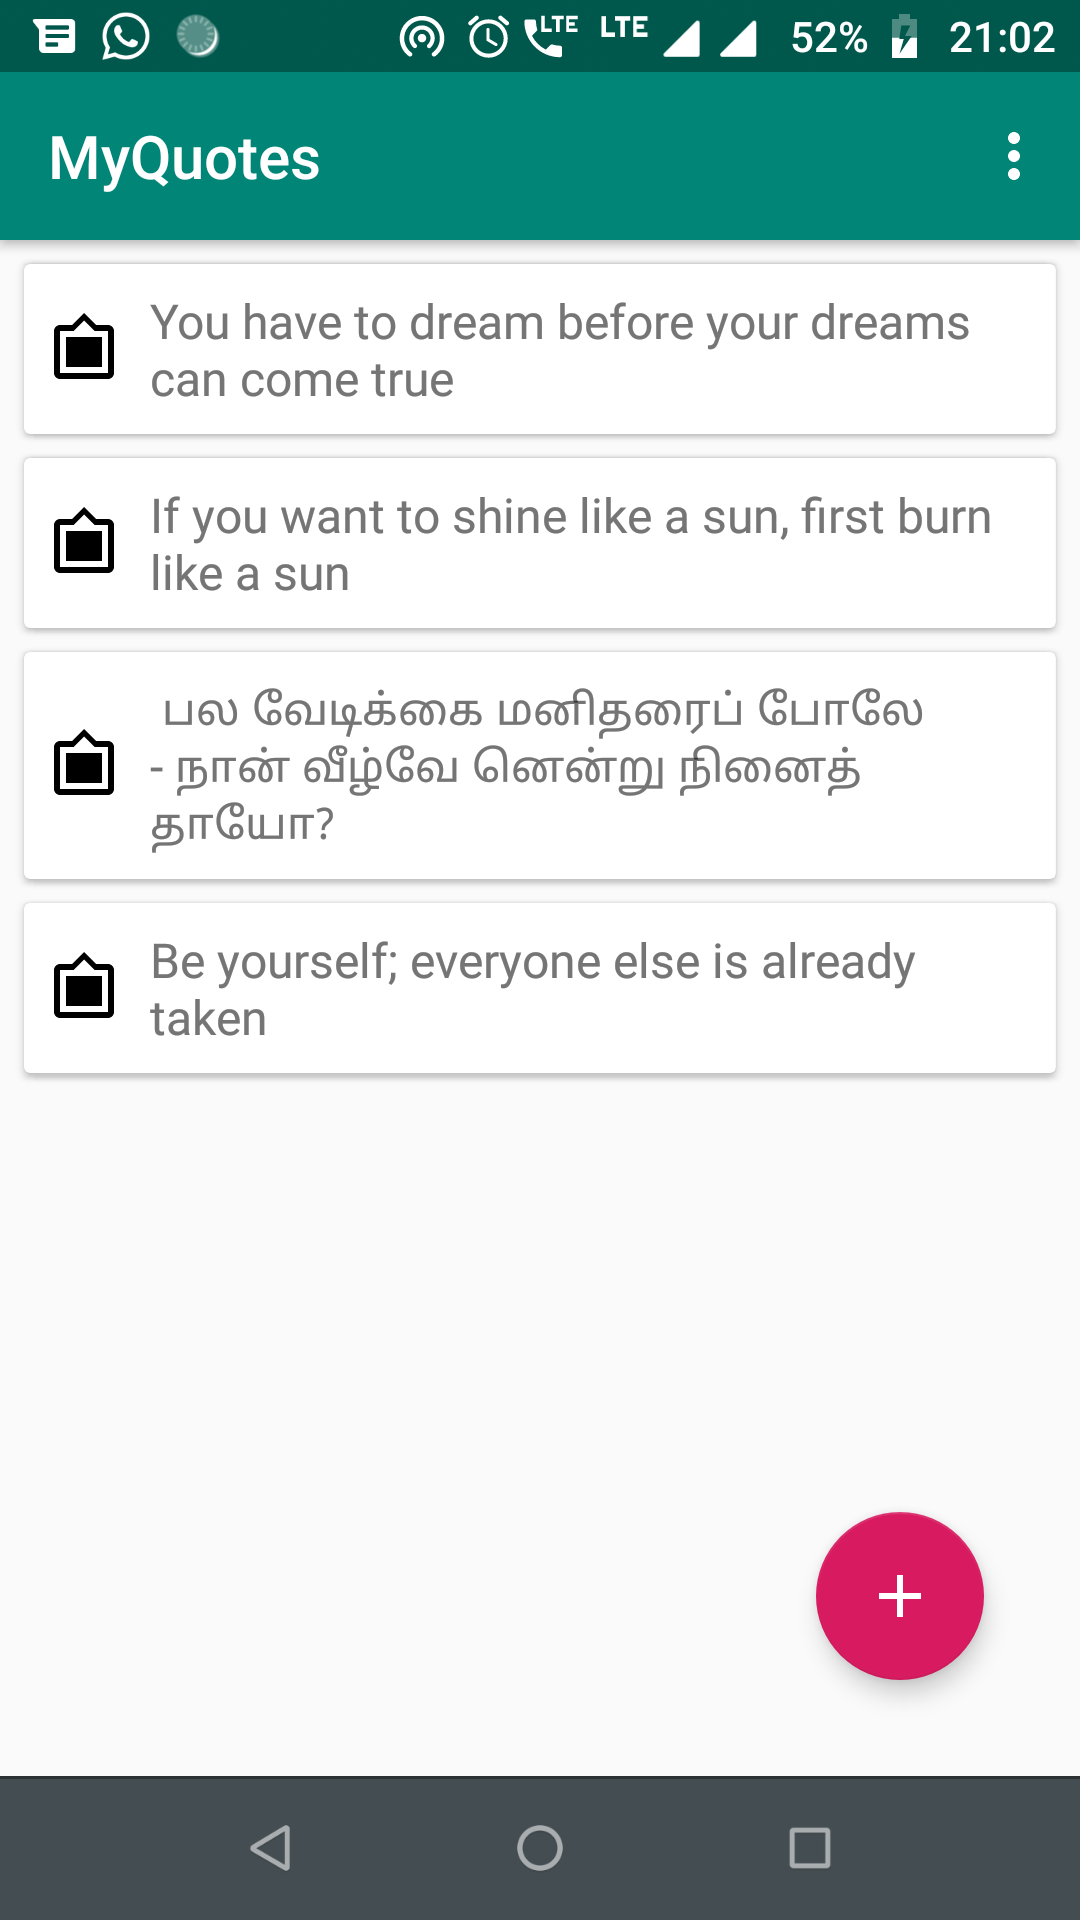 LTE LTE 52% 21:02
MyQuotes
You have to dream before your dreams
can come true
If you want to shine like a sun, first burn
like a sun
பல வேடிக்கை மனிதரைப் போலே
- நான் வீழ்வே னென்று நினைத்
தாயோ?
Be yourself; everyone else is already
taken